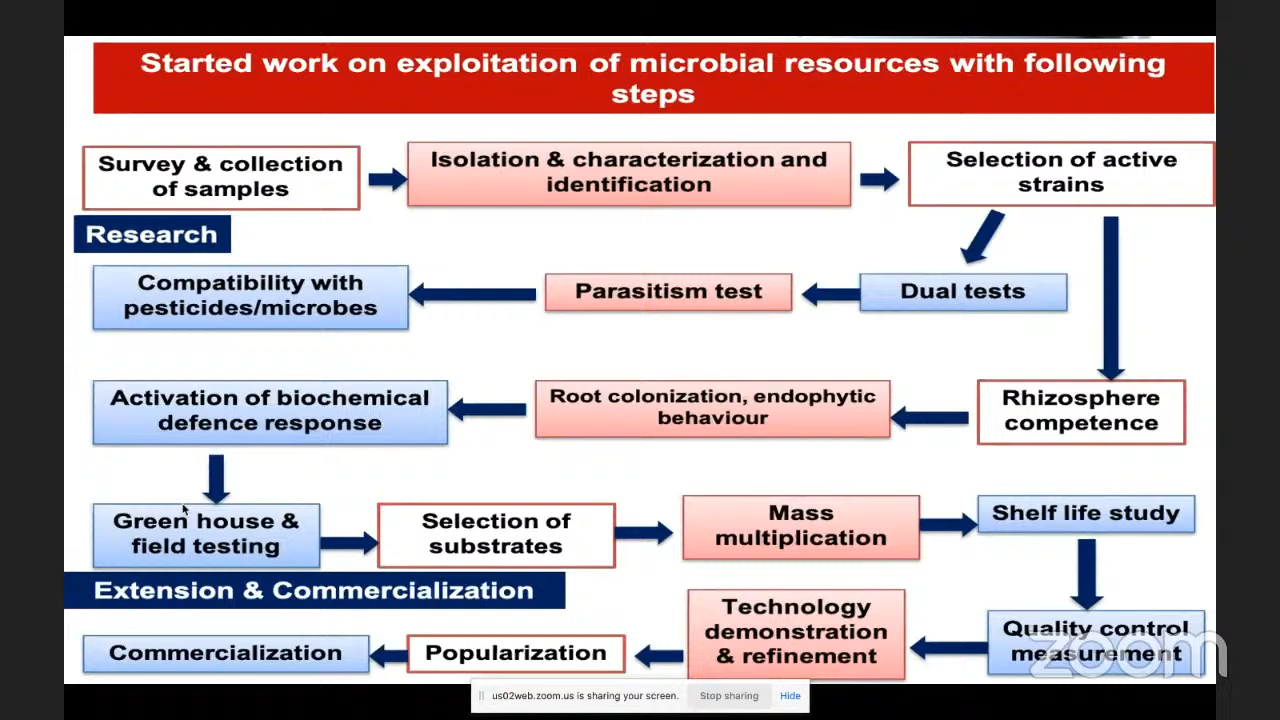 Started work on exploitation of microbial resources with following
steps
Survey & collection
of samples
Isolation & characterization and
identification
Selection of active
strains
Research
Compatibility with
pesticides/microbes
Parasitism test
Dual tests
Activation of biochemical
defence response
Root colonization, endophytic
behaviour
Rhizosphere
competence
Green house &
field testing
Selection of
substrates
Mass
multiplication
Shelf life study
Extension & Commercialization
Commercialization
Popularization
Technology
demonstration
& refinement
Quality control
measurement
zoom
us02web.zoom.us is sharing your screen.
Stop sharing
Hide